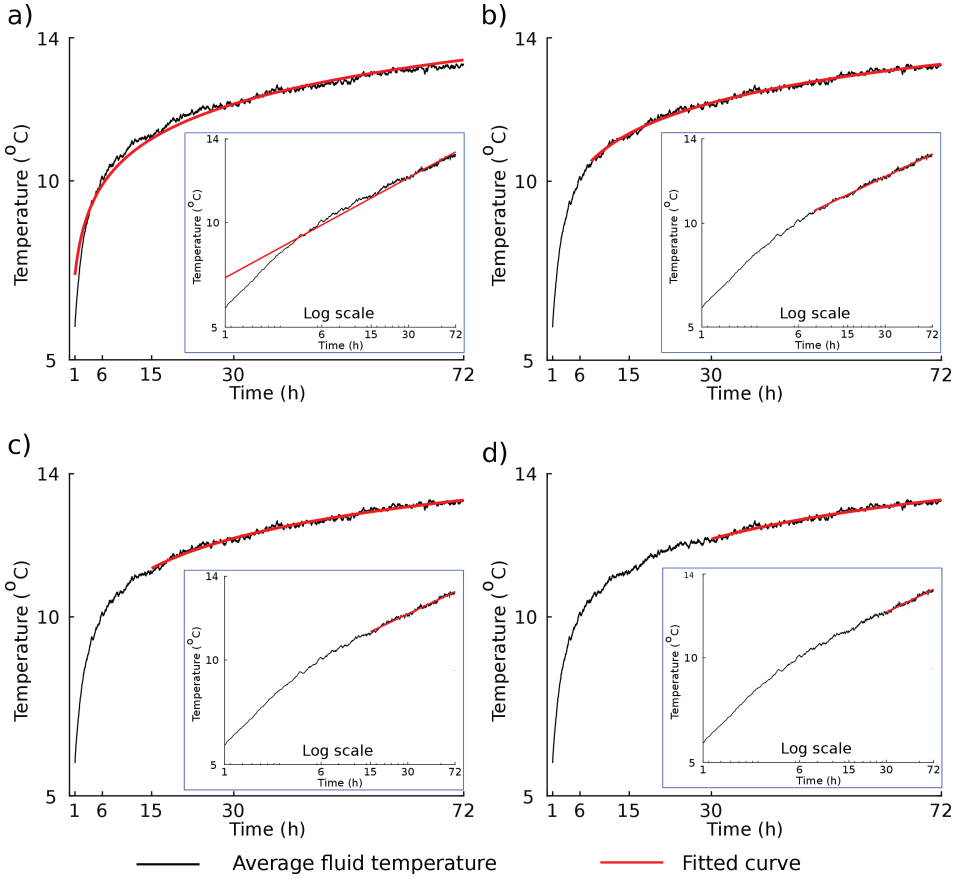 a)
14
10
5
Temperature (°C)
1 6 15 30 72
Time (h)
14
10
5
Temperature (°C)
Log scale
1 6 15 30 72
Time (h)
b)
14
10
5
Temperature (°C)
1 6 15 30 72
Time (h)
14
10
5
Temperature (°C)
Log scale
1 6 15 30 72
Time (h)
c)
14
10
5
Temperature (°C)
1 6 15 30 72
Time (h)
14
10
5
Temperature (°C)
Log scale
1 6 15 30 72
Time (h)
d)
14
10
5
Temperature (°C)
1 6 15 30 72
Time (h)
14
10
5
Temperature (°C)
Log scale
1 6 15 30 72
Time (h)
Average fluid temperature
Fitted curve